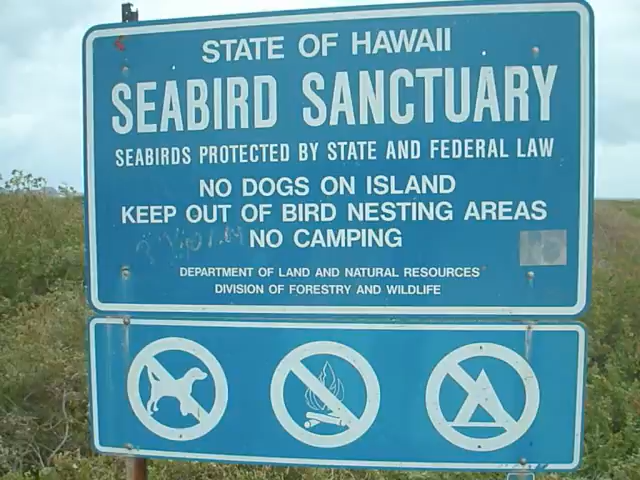 STATE OF HAWAII
SEABIRD SANCTUARY
SEABIRDS PROTECTED BY STATE AND FEDERAL LAW
NO DOGS ON ISLAND
KEEP OUT OF BIRD NESTING AREAS
NO CAMPING
DEPARTMENT OF LAND AND NATURAL RESOURCES
DIVISION OF FORESTRY AND WILDLIFE